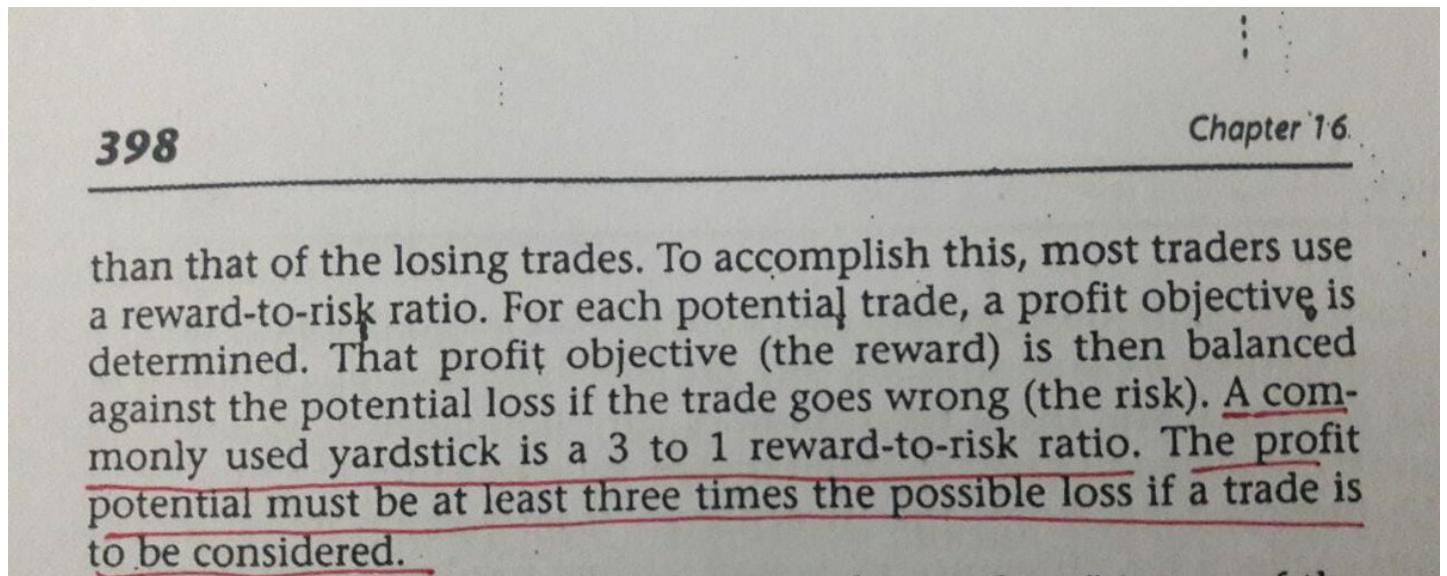 398
Chapter 16
than that of the losing trades. To accomplish this, most traders use
a reward-to-risk ratio. For each potential trade, a profit objective is
determined. That profit objective (the reward) is then balanced
against the potential loss if the trade goes wrong (the risk). A com-
monly used yardstick is a 3 to 1 reward-to-risk ratio. The profit
potential must be at least three times the possible loss if a trade is
to be considered.